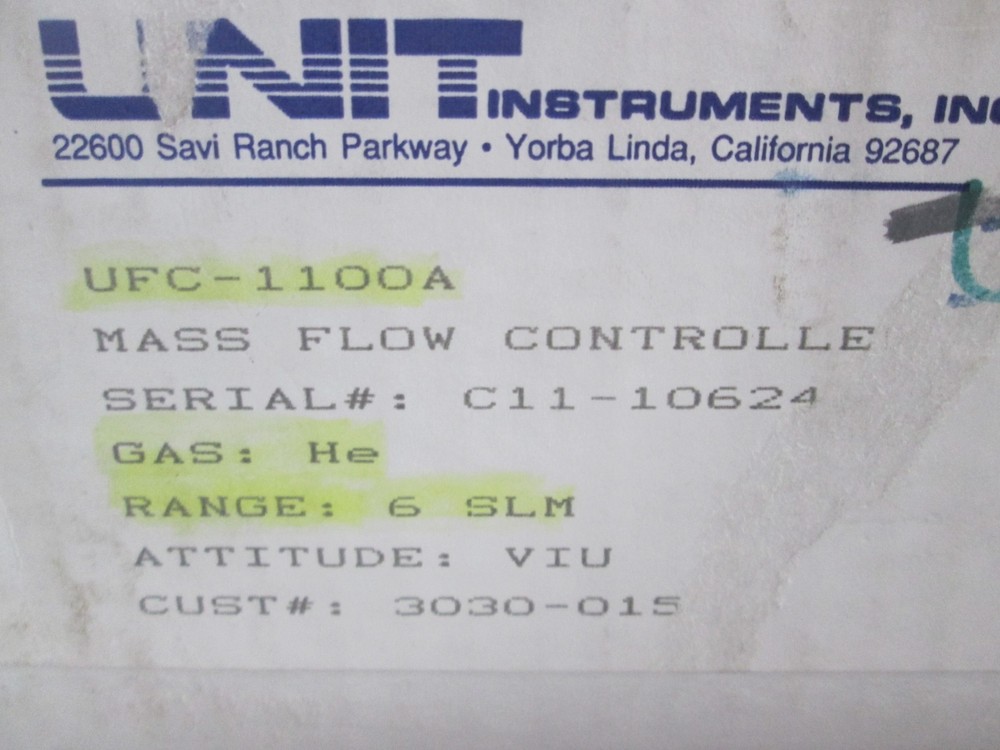 UNIT INSTRUMENTS, INC
22600 Savi Ranch Parkway • Yorba Linda, California 92687
UFC-1100A
MASS FLOW CONTROLLE
SERIAL#: C11-10624
GAS: He
RANGE: 6 SLM
ATTITUDE: VIU
CUST#: 3030-015